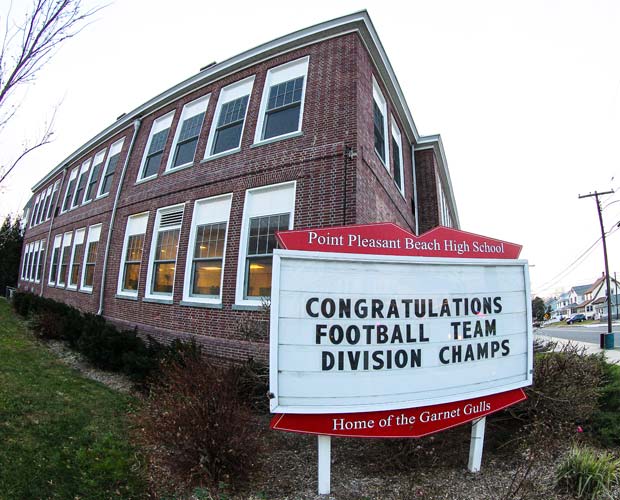 Point Pleasant Beach High School
CONGRATULATIONS
FOOTBALL TEAM
DIVISION CHAMPS
Home of the Garnet Gulls